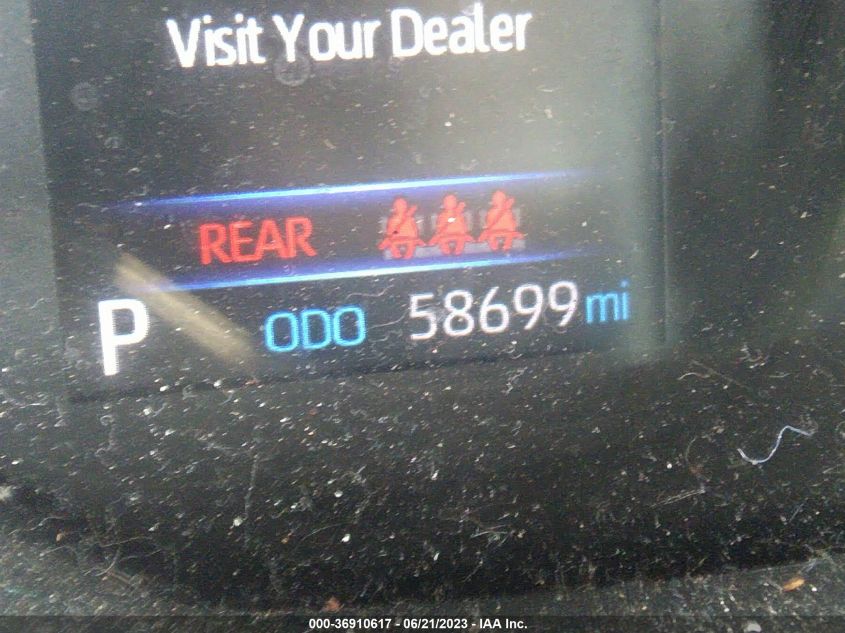 Visit Your Dealer
REAR
P ODO 58699 mi
000-36910617 - 06/21/2023 - IAA Inc.